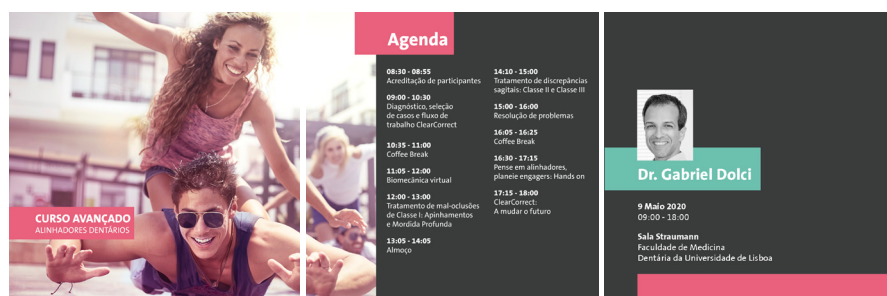 CURSO AVANÇADO
ALINHADORES DENTÁRIOS
Agenda
08:30 - 08:55
Acreditação de participantes
09:00 - 10:30
Diagnóstico, seleção
de casos e fluxo de
trabalho ClearCorrect
10:35 - 11:00
Coffee Break
11:05 - 12:00
Biomecânica virtual
12:00 - 13:00
Tratamento de mal-oclusões
de Classe I: Apinhamentos
e Mordida Profunda
13:05 - 14:05
Almoço
14:10 - 15:00
Tratamento de discrepâncias
sagitais: Classe II e Classe III
15:00 - 16:00
Resolução de problemas
16:05 - 16:25
Coffee Break
16:30 - 17:15
Pense em alinhadores,
planeie engagers: Hands on
17:15 - 18:00
ClearCorrect:
A mudar o futuro
Dr. Gabriel Dolci
9 Maio 2020
09:00 - 18:00
Sala Straumann
Faculdade de Medicina
Dentária da Universidade de Lisboa